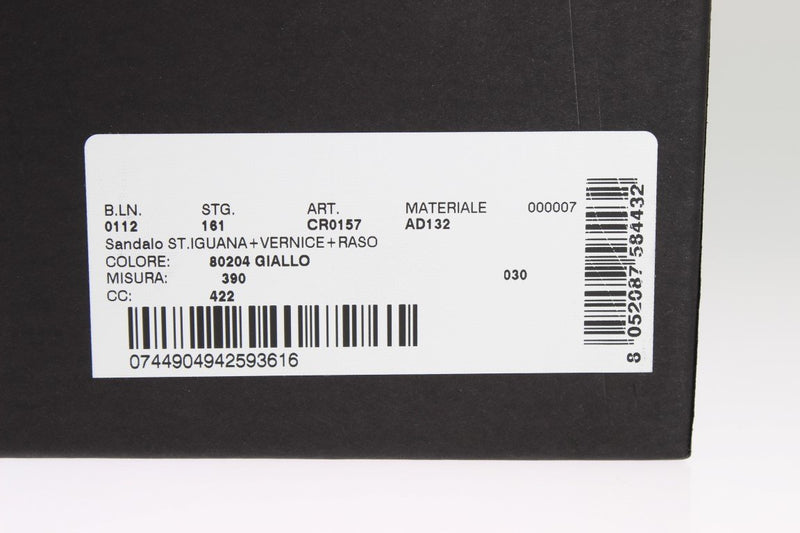 B.LN. STG. ART. MATERIALE 000007
0112 161 CR0157 AD132
Sandalo ST.IGUANA+VERNICE+RASO
COLORE: 80204 GIALLO
MISURA: 390 030
CC: 422
0744904942593616
8 052087 584432